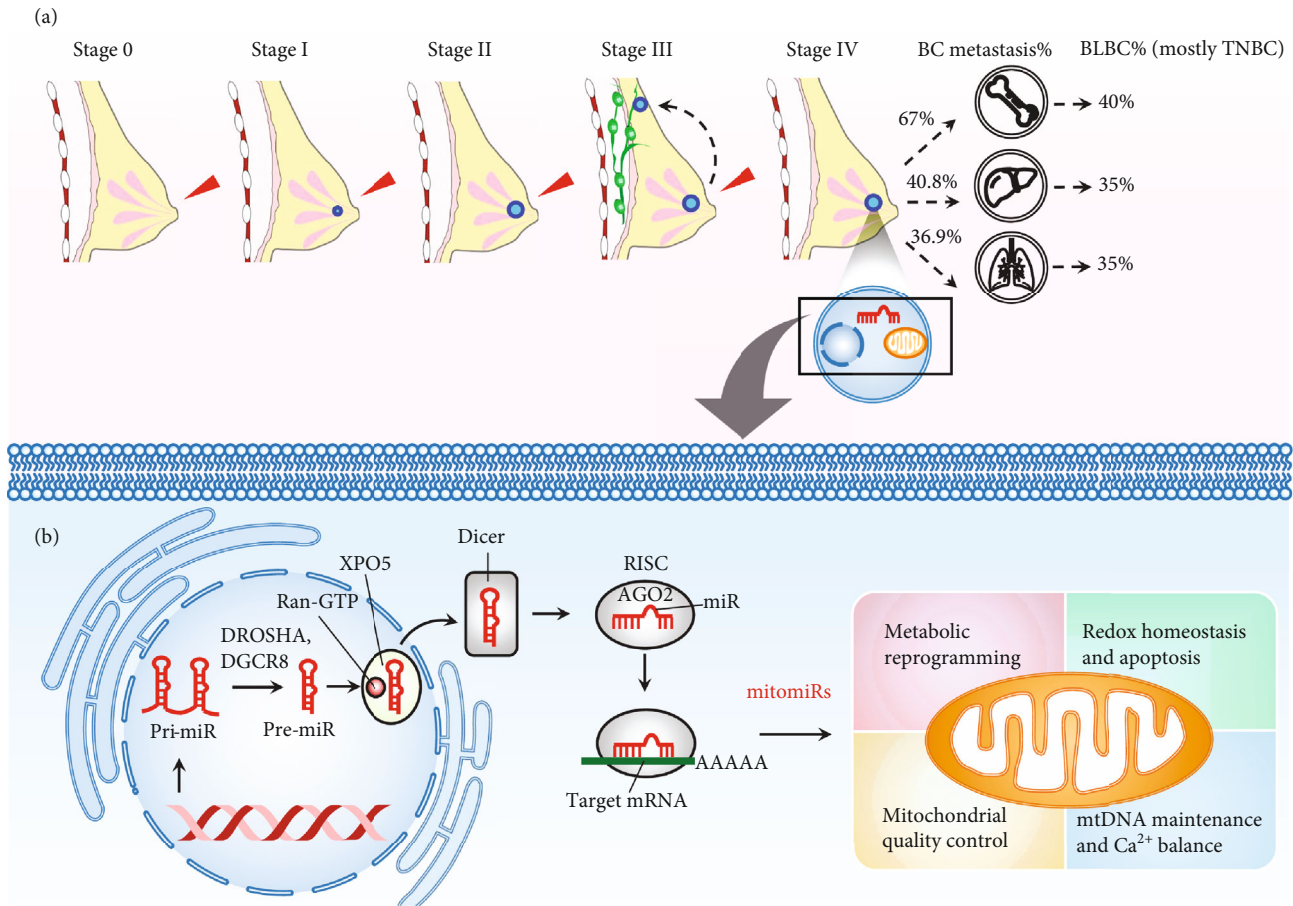 (a)
Stage 0
Stage I
Stage II
Stage III
Stage IV
BC metastasis%
BLBC% (mostly TNBC)
67%
40%
40.8%
35%
36.9%
35%
(b)
Dicer
XPO5
RISC
Ran-GTP
AGO2
miR
DROSHA,
DGCR8
Pri-miR
Pre-miR
mitomiRs
AAAAA
Target mRNA
Metabolic
reprogramming
Redox homeostasis
and apoptosis
Mitochondrial
quality control
mtDNA maintenance
and Ca²⁺ balance